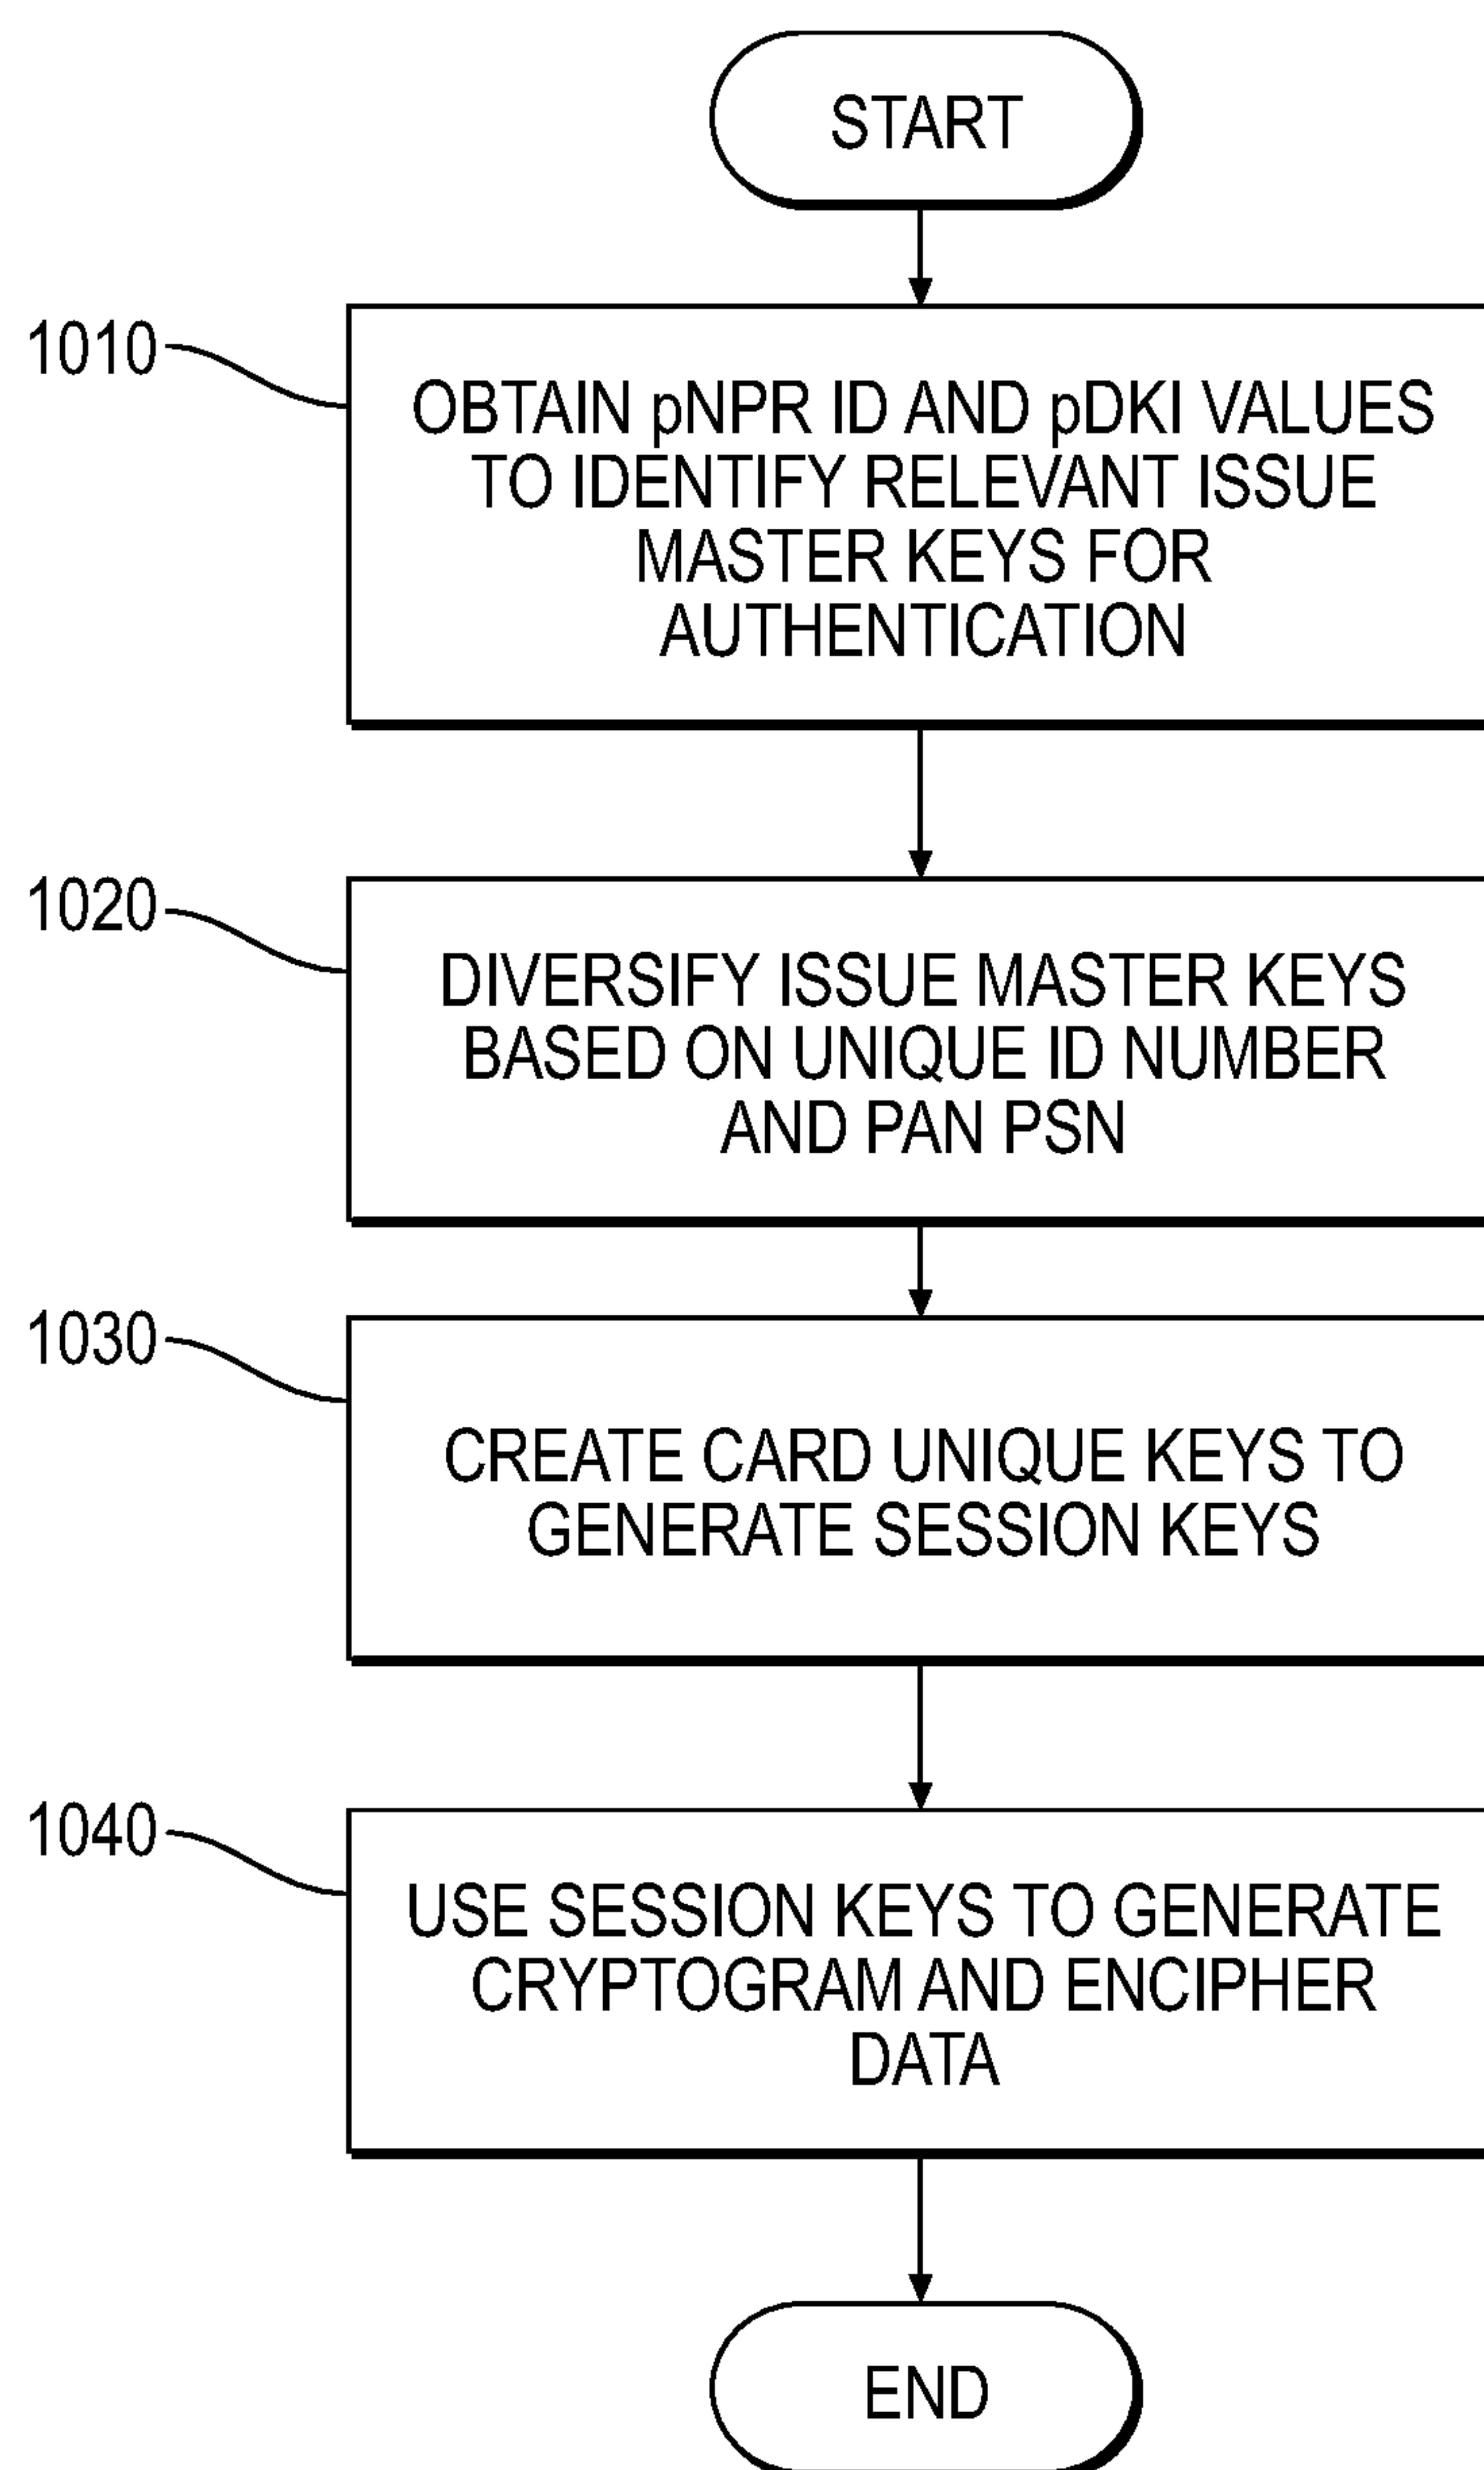 START
1010
OBTAIN pNPR ID AND pDKI VALUES
TO IDENTIFY RELEVANT ISSUE
MASTER KEYS FOR
AUTHENTICATION
1020
DIVERSIFY ISSUE MASTER KEYS
BASED ON UNIQUE ID NUMBER
AND PAN PSN
1030
CREATE CARD UNIQUE KEYS TO
GENERATE SESSION KEYS
1040
USE SESSION KEYS TO GENERATE
CRYPTOGRAM AND ENCIPHER
DATA
END